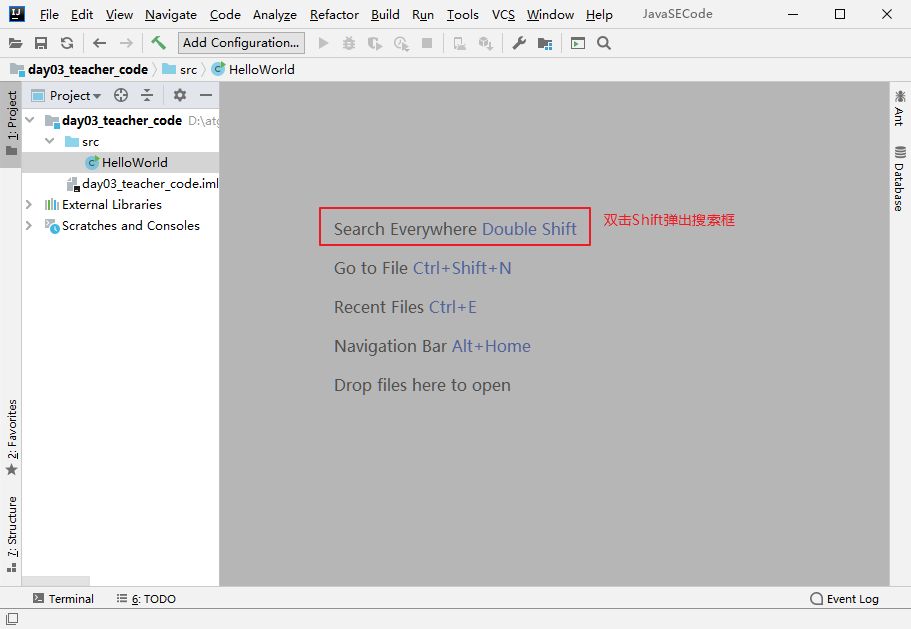 File Edit View Navigate Code Analyze Refactor Build Run Tools VCS Window Help JavaSECode
Add Configuration...
day03_teacher_code src HelloWorld
1: Project
Project
day03_teacher_code D:\atg
src
HelloWorld
day03_teacher_code.iml
External Libraries
Scratches and Consoles
Search Everywhere Double Shift
双击Shift弹出搜索框
Go to File Ctrl+Shift+N
Recent Files Ctrl+E
Navigation Bar Alt+Home
Drop files here to open
Ant
Database
2: Favorites
7: Structure
Terminal 6: TODO Event Log